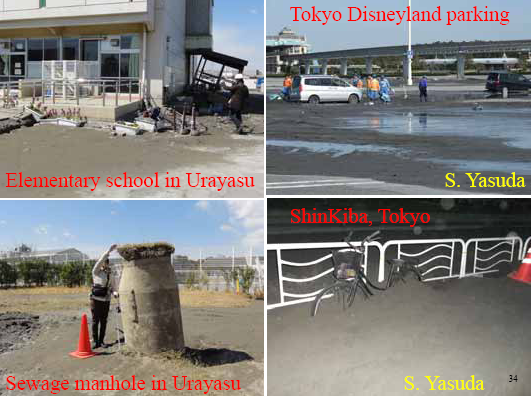 Elementary school in Urayasu
Tokyo Disneyland parking
S. Yasuda
Sewage manhole in Urayasu
ShinKiba, Tokyo
S. Yasuda
34